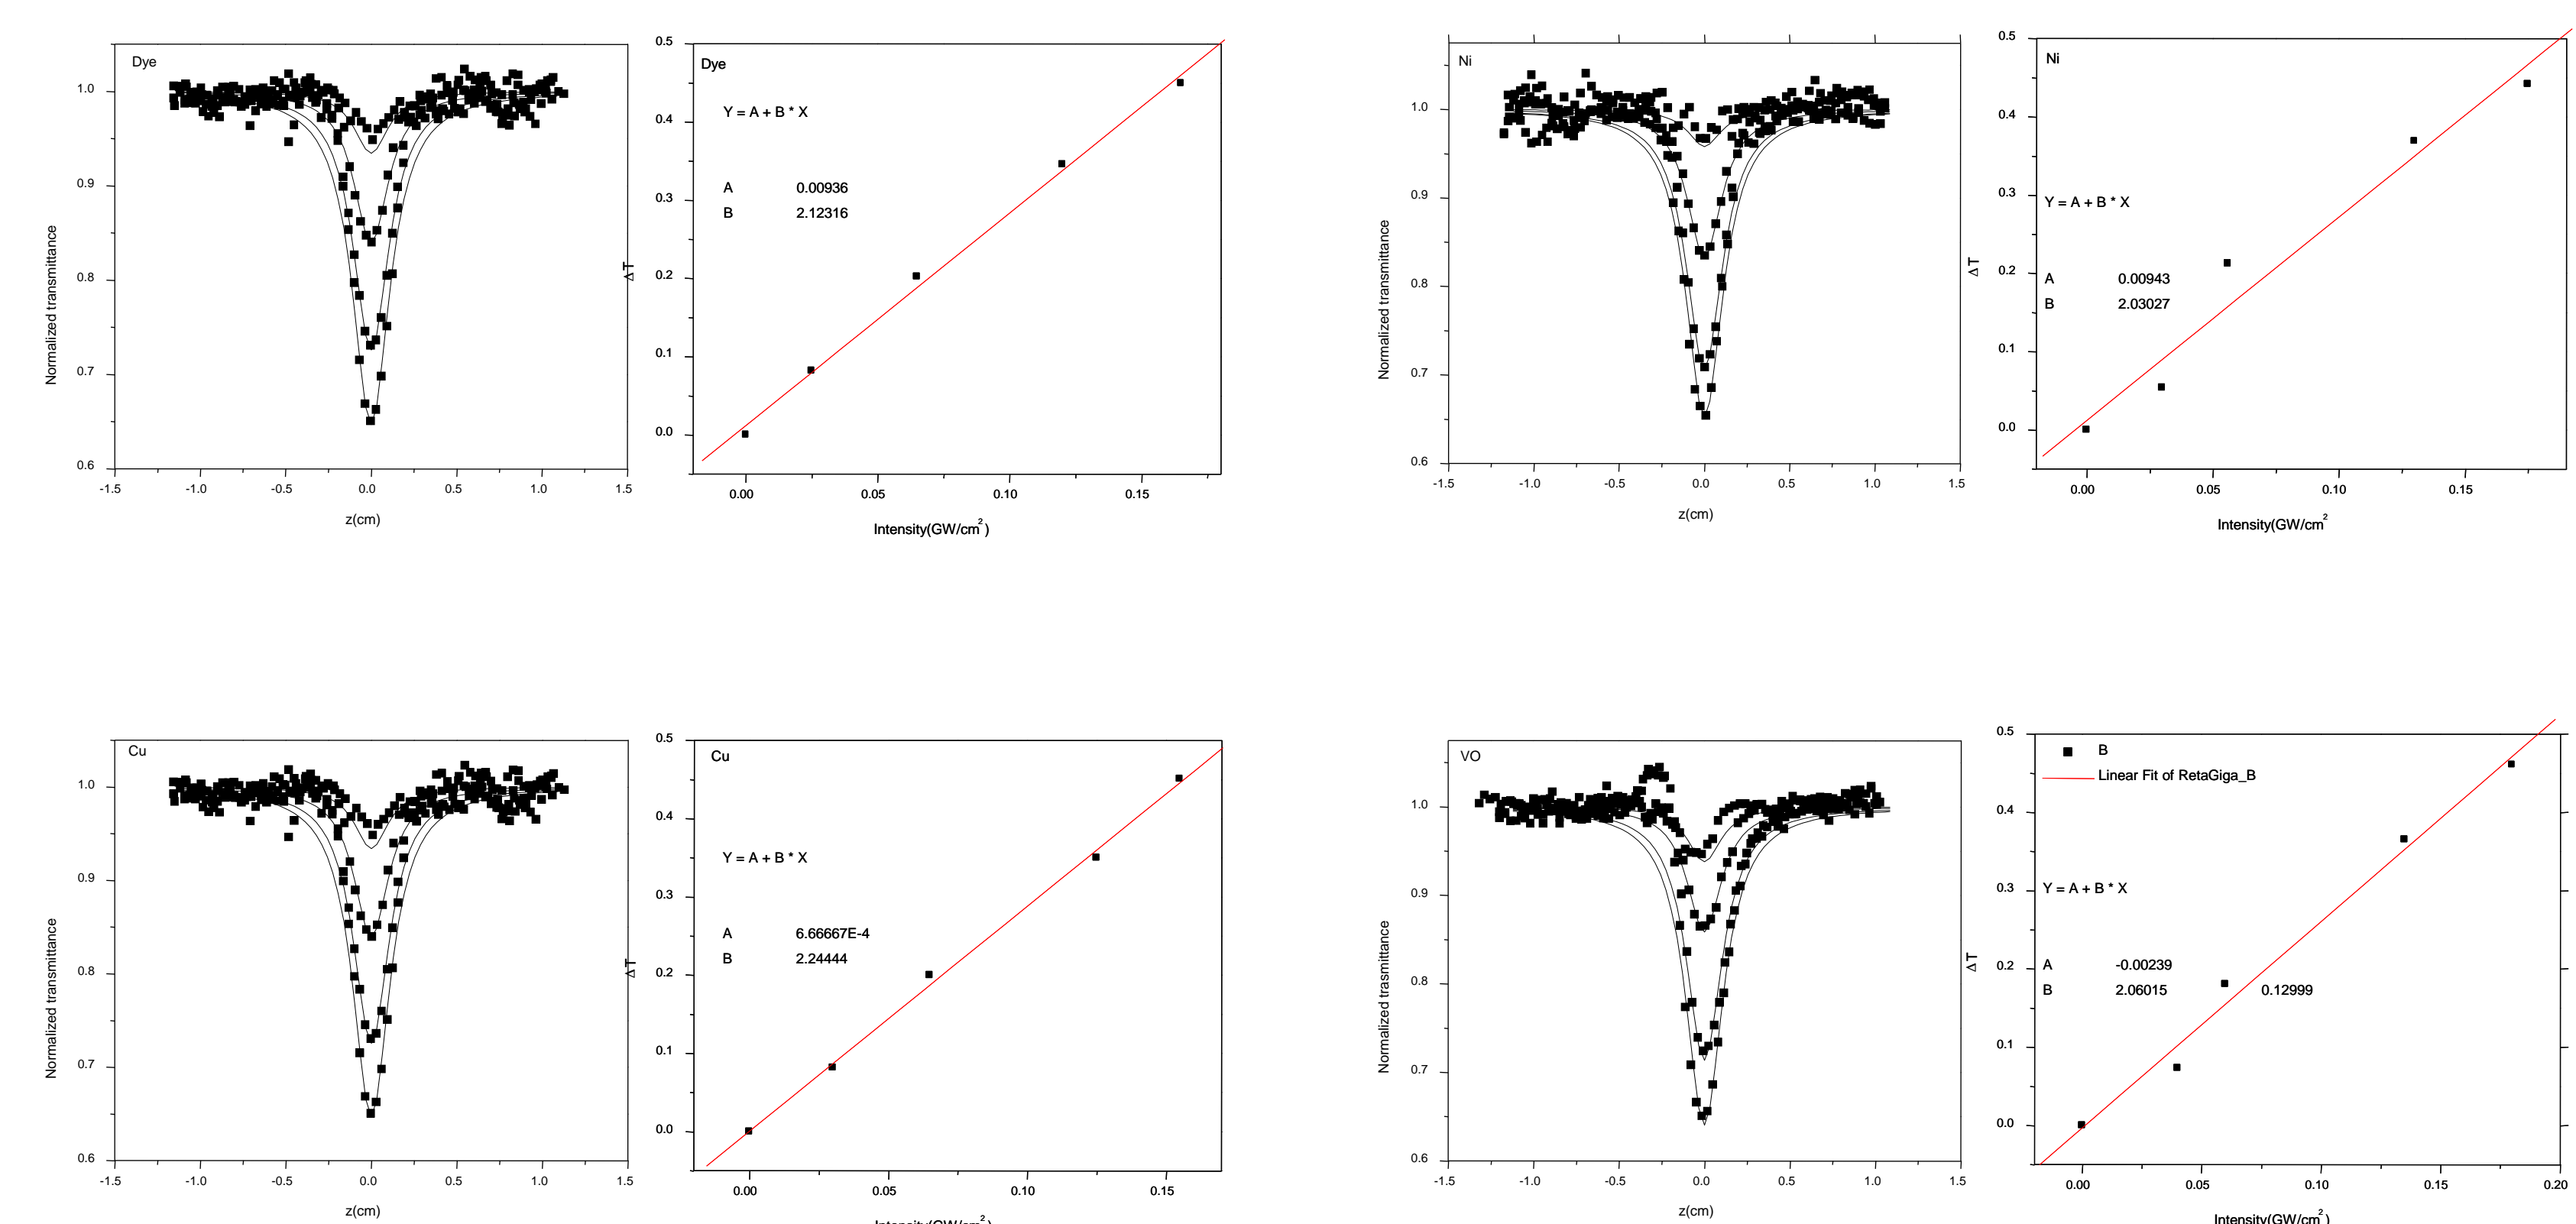 Dye
1.0
0.9
0.8
0.7
0.6
-1.5
-1.0
-0.5
0.0
0.5
1.0
1.5
z(cm)
Normalized transmittance
Dye
Y = A + B * X
A 0.00936
B 2.12316
0.5
0.4
0.3
0.2
0.1
0.0
0.00
0.05
0.10
0.15
Δ T
Intensity(GW/cm2)
Ni
1.0
0.9
0.8
0.7
0.6
-1.5
-1.0
-0.5
0.0
0.5
1.0
1.5
z(cm)
Normalized transmittance
Ni
Y = A + B * X
A 0.00943
B 2.03027
0.5
0.4
0.3
0.2
0.1
0.0
0.00
0.05
0.10
0.15
Δ T
Intensity(GW/cm2
Cu
1.0
0.9
0.8
0.7
0.6
-1.5
-1.0
-0.5
0.0
0.5
1.0
1.5
z(cm)
Normalized transmittance
Cu
Y = A + B * X
A 6.66667E-4
B 2.24444
0.5
0.4
0.3
0.2
0.1
0.0
0.00
0.05
0.10
0.15
Δ T
Intensity(GW/cm2)
VO
1.0
0.9
0.8
0.7
0.6
-1.5
-1.0
-0.5
0.0
0.5
1.0
1.5
z(cm)
Normalized trasmittance
B
Linear Fit of RetaGiga_B
Y = A + B * X
A -0.00239
B 2.06015 0.12999
0.5
0.4
0.3
0.2
0.1
0.0
0.00
0.05
0.10
0.15
0.20
Δ T
Intensity(GW/cm2)